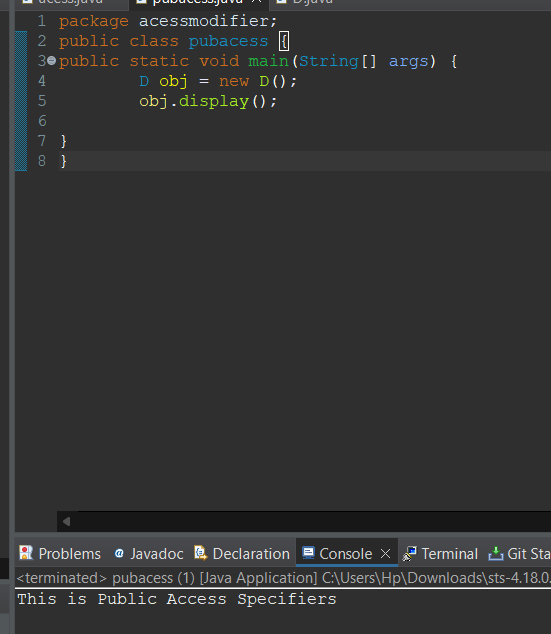 acess.java pubacess.java D.java
1 package acessmodifier;
2 public class pubacess {
3 public static void main(String[] args) {
4 D obj = new D();
5 obj.display();
6
7 }
8 }
Problems @ Javadoc Declaration Console Terminal Git Sta
<terminated> pubacess (1) [Java Application] C:\Users\Hp\Downloads\sts-4.18.0.
This is Public Access Specifiers